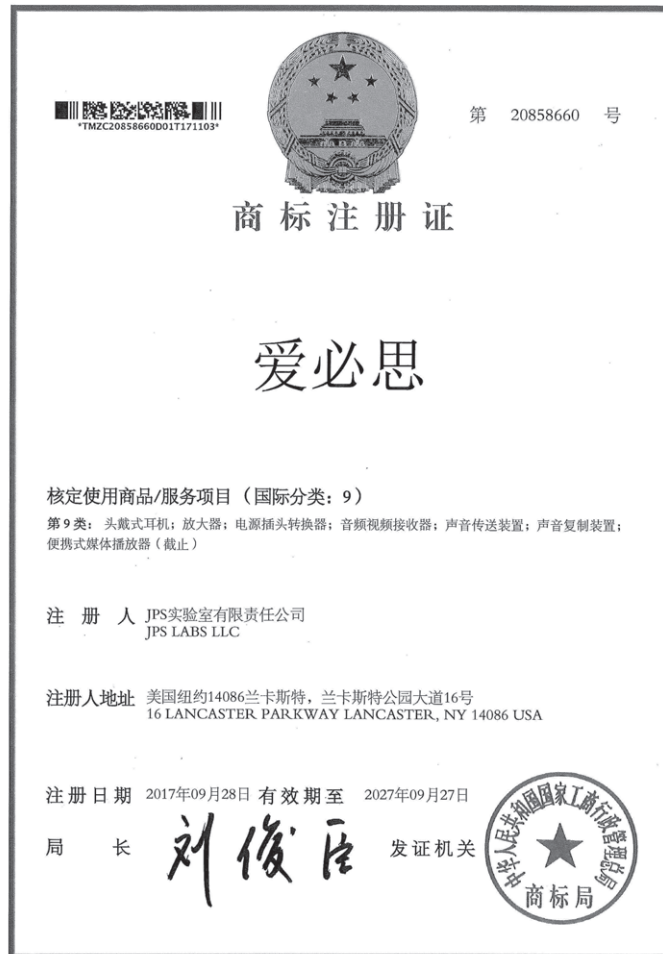 *TMZC20858660D01T171103*
第 20858660 号
商标注册证
爱必思
核定使用商品/服务项目（国际分类：9）
第9类：头戴式耳机；放大器；电源插头转换器；音频视频接收器；声音传送装置；声音复制装置；
便携式媒体播放器（截止）
注册人 JPS实验室有限责任公司
JPS LABS LLC
注册人地址 美国纽约14086兰卡斯特，兰卡斯特公园大道16号
16 LANCASTER PARKWAY LANCASTER, NY 14086 USA
注册日期 2017年09月28日 有效期至 2027年09月27日
局长 刘俊臣 发证机关
中华人民共和国国家工商行政管理总局
商标局